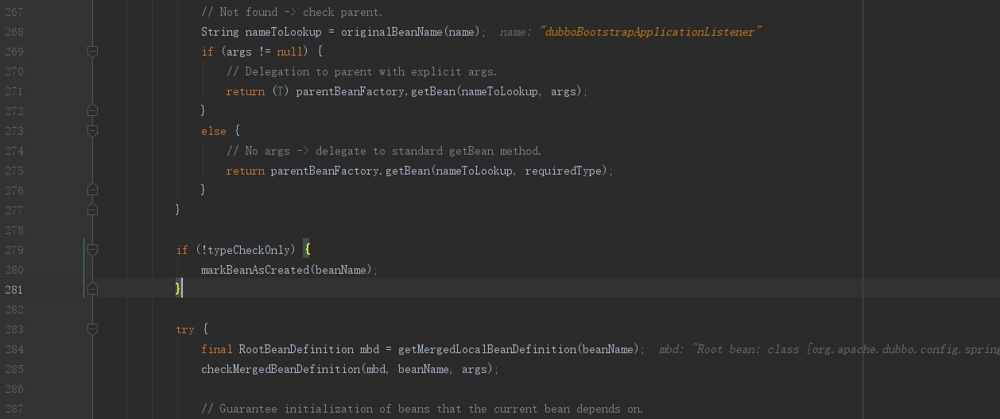 267 // Not found -> check parent.
268 String nameToLookup = originalBeanName(name); name: "dubboBootstrapApplicationListener"
269 if (args != null) {
270 // Delegation to parent with explicit args.
271 return (T) parentBeanFactory.getBean(nameToLookup, args);
272 }
273 else {
274 // No args -> delegate to standard getBean method.
275 return parentBeanFactory.getBean(nameToLookup, requiredType);
276 }
277 }
278
279 if (!typeCheckOnly) {
280 markBeanAsCreated(beanName);
281 }
282
283 try {
284 final RootBeanDefinition mbd = getMergedLocalBeanDefinition(beanName); mbd: "Root bean: class [org.apache.dubbo.config.spring
285 checkMergedBeanDefinition(mbd, beanName, args);
286
287 // Guarantee initialization of beans that the current bean depends on.